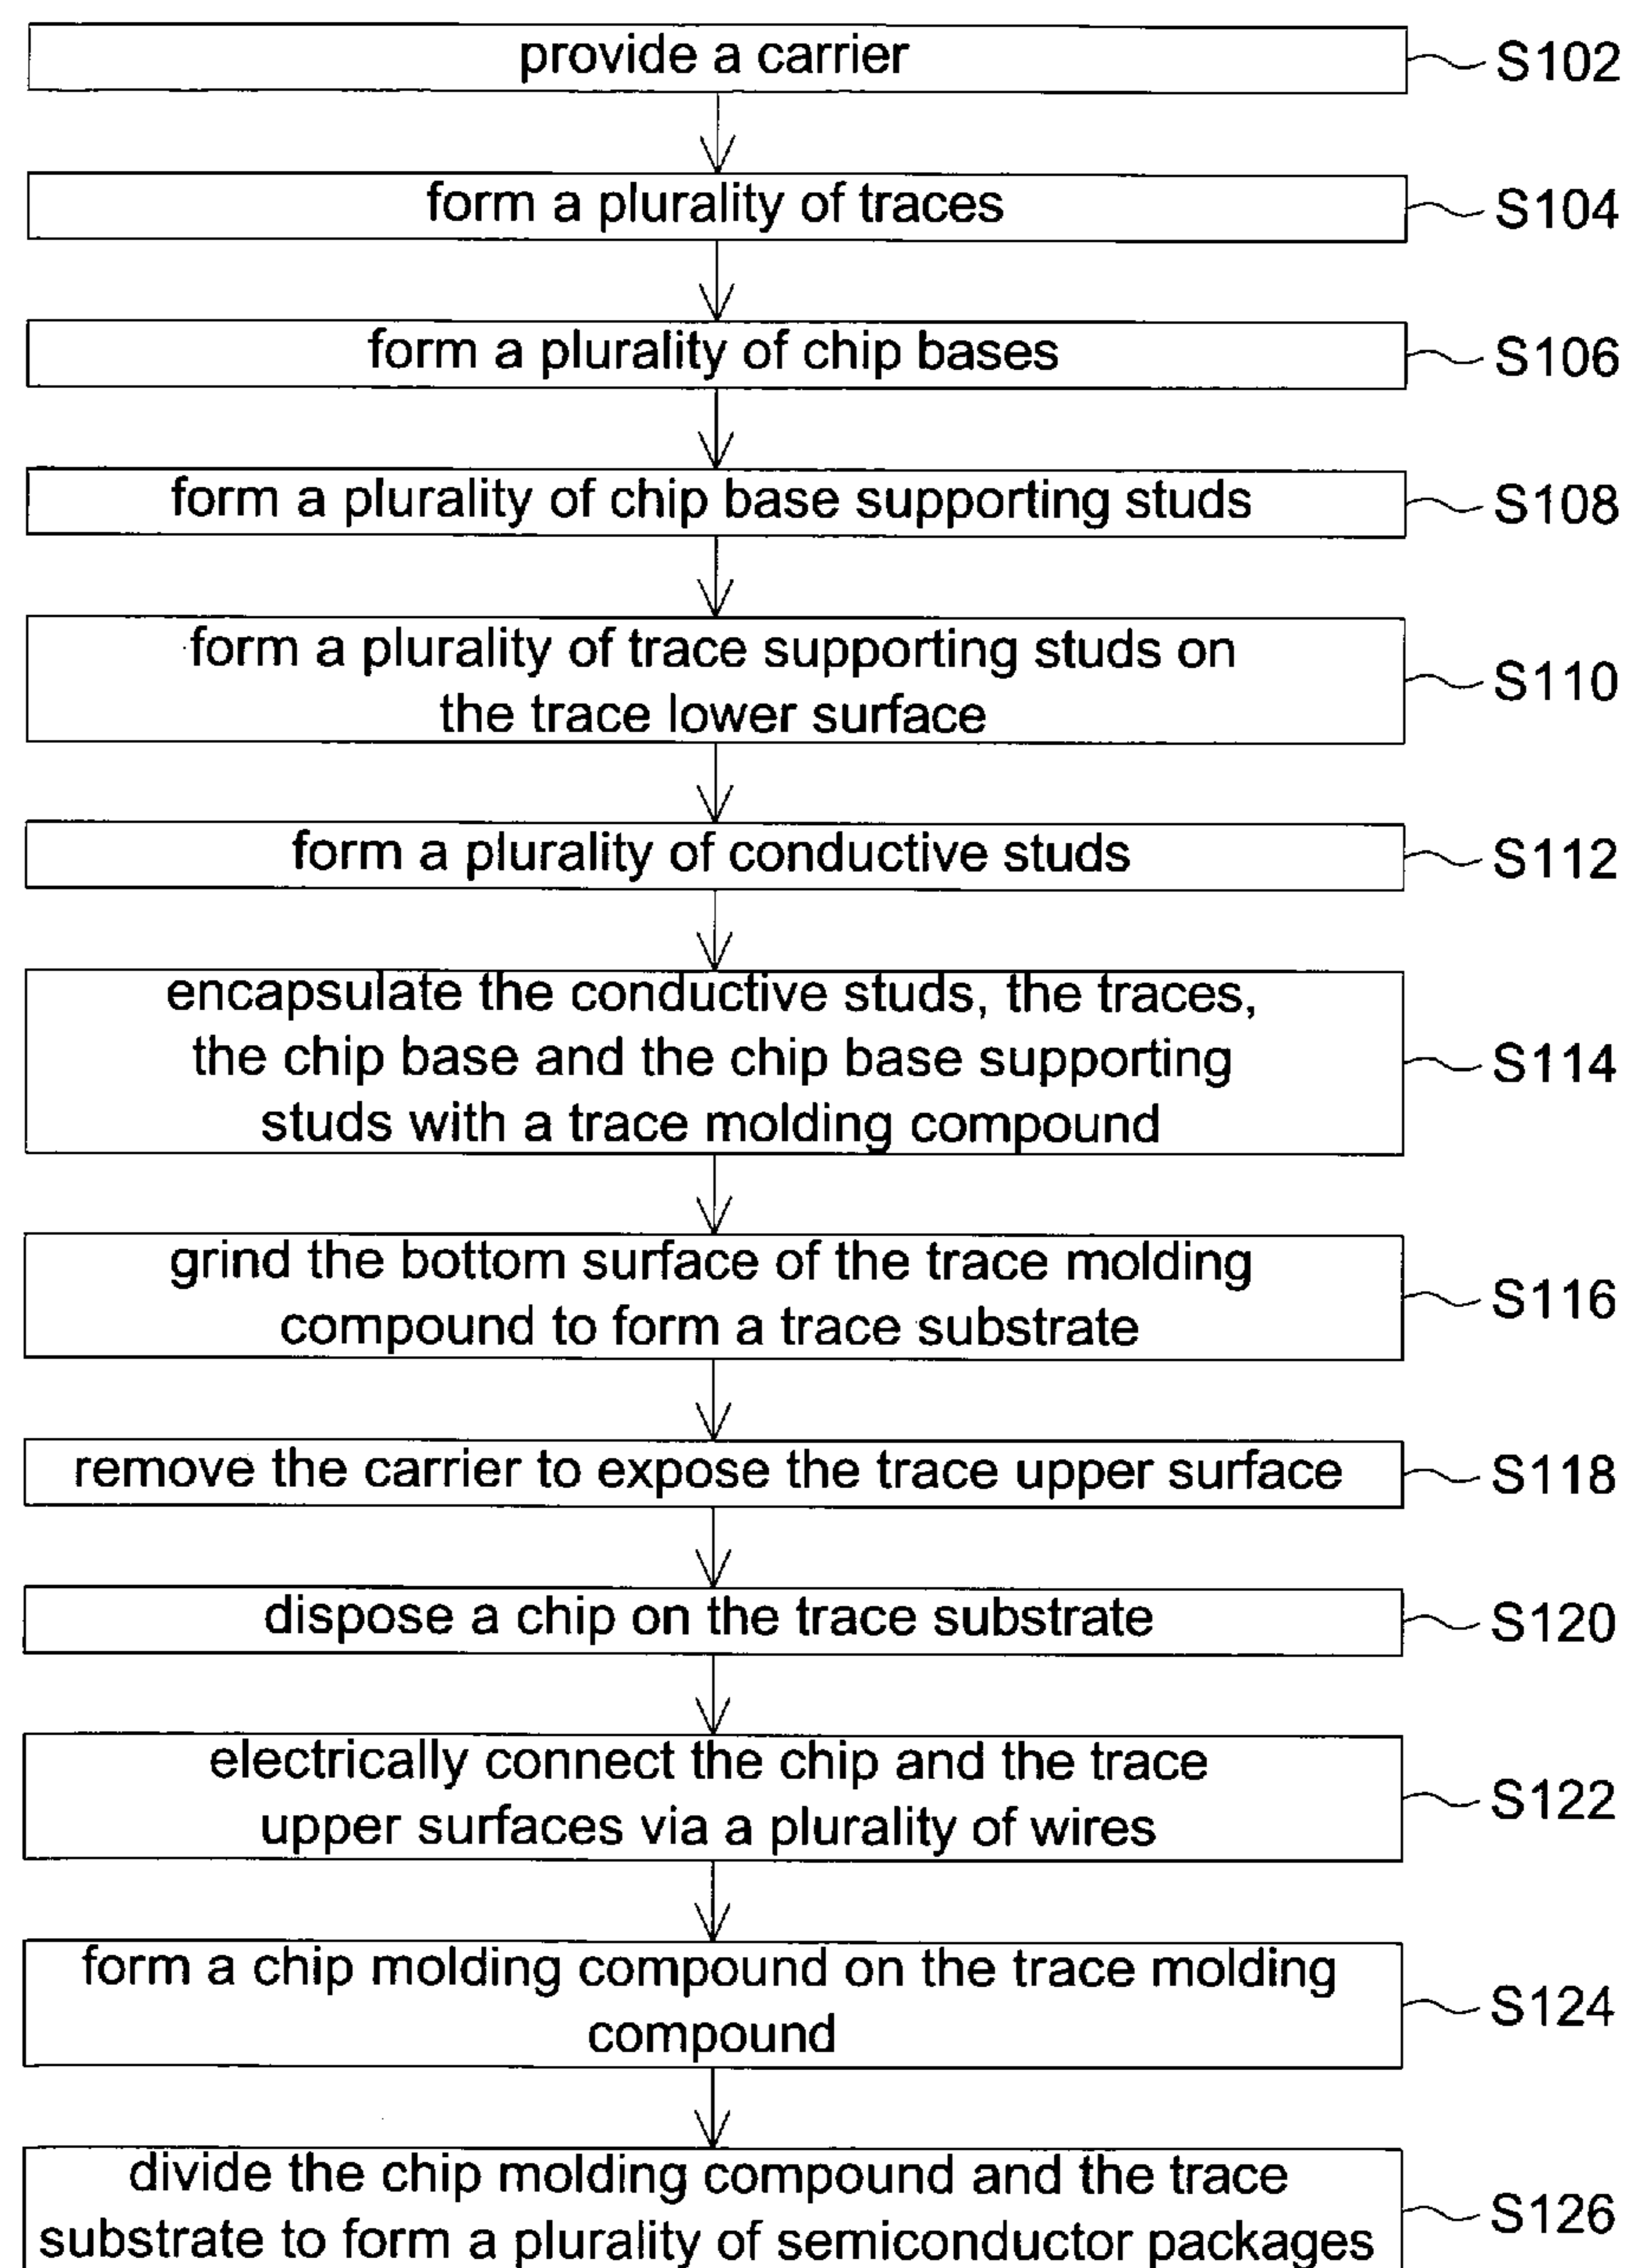 provide a carrier
S102
form a plurality of traces
S104
form a plurality of chip bases
S106
form a plurality of chip base supporting studs
S108
form a plurality of trace supporting studs on
the trace lower surface
S110
form a plurality of conductive studs
S112
encapsulate the conductive studs, the traces,
the chip base and the chip base supporting
studs with a trace molding compound
S114
grind the bottom surface of the trace molding
compound to form a trace substrate
S116
remove the carrier to expose the trace upper surface
S118
dispose a chip on the trace substrate
S120
electrically connect the chip and the trace
upper surfaces via a plurality of wires
S122
form a chip molding compound on the trace molding
compound
S124
divide the chip molding compound and the trace
substrate to form a plurality of semiconductor packages
S126